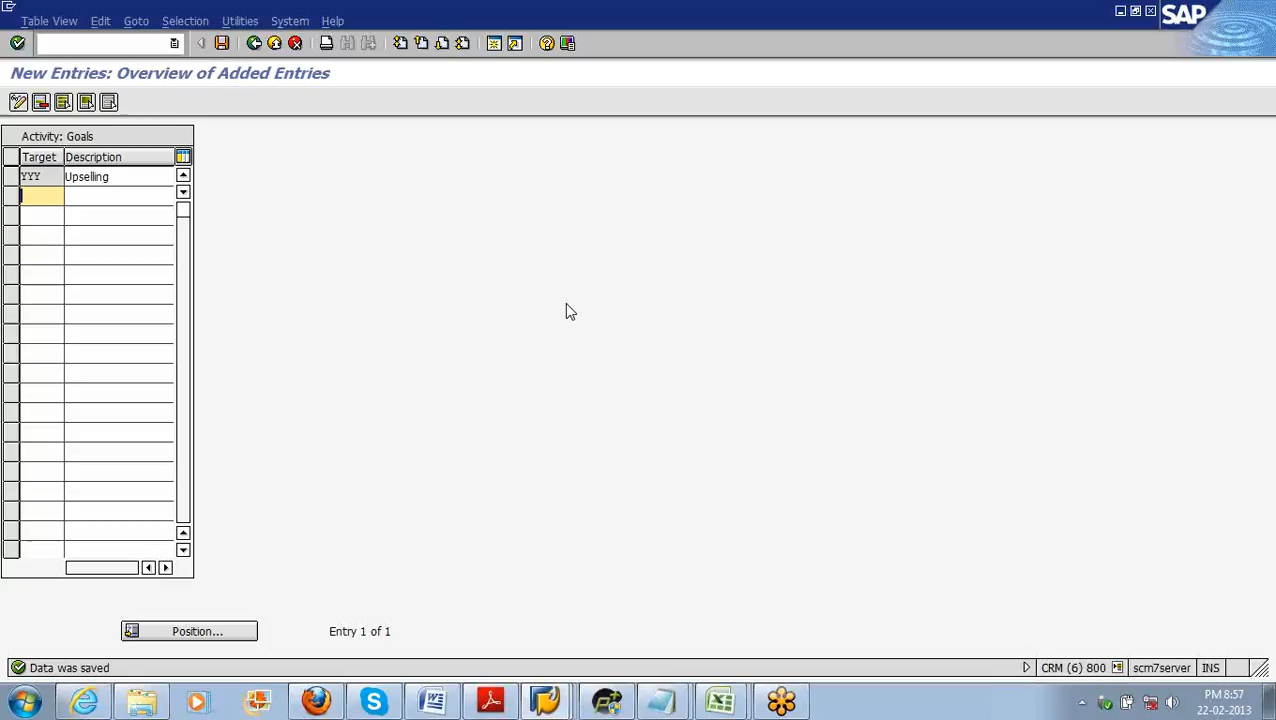 Table View Edit Goto Selection Utilities System Help
SAP
New Entries: Overview of Added Entries
Activity: Goals
Target Description
YYY Upselling
Position... Entry 1 of 1
Data was saved CRM (6) 800 scm7server INS
PM 8:57
22-02-2013